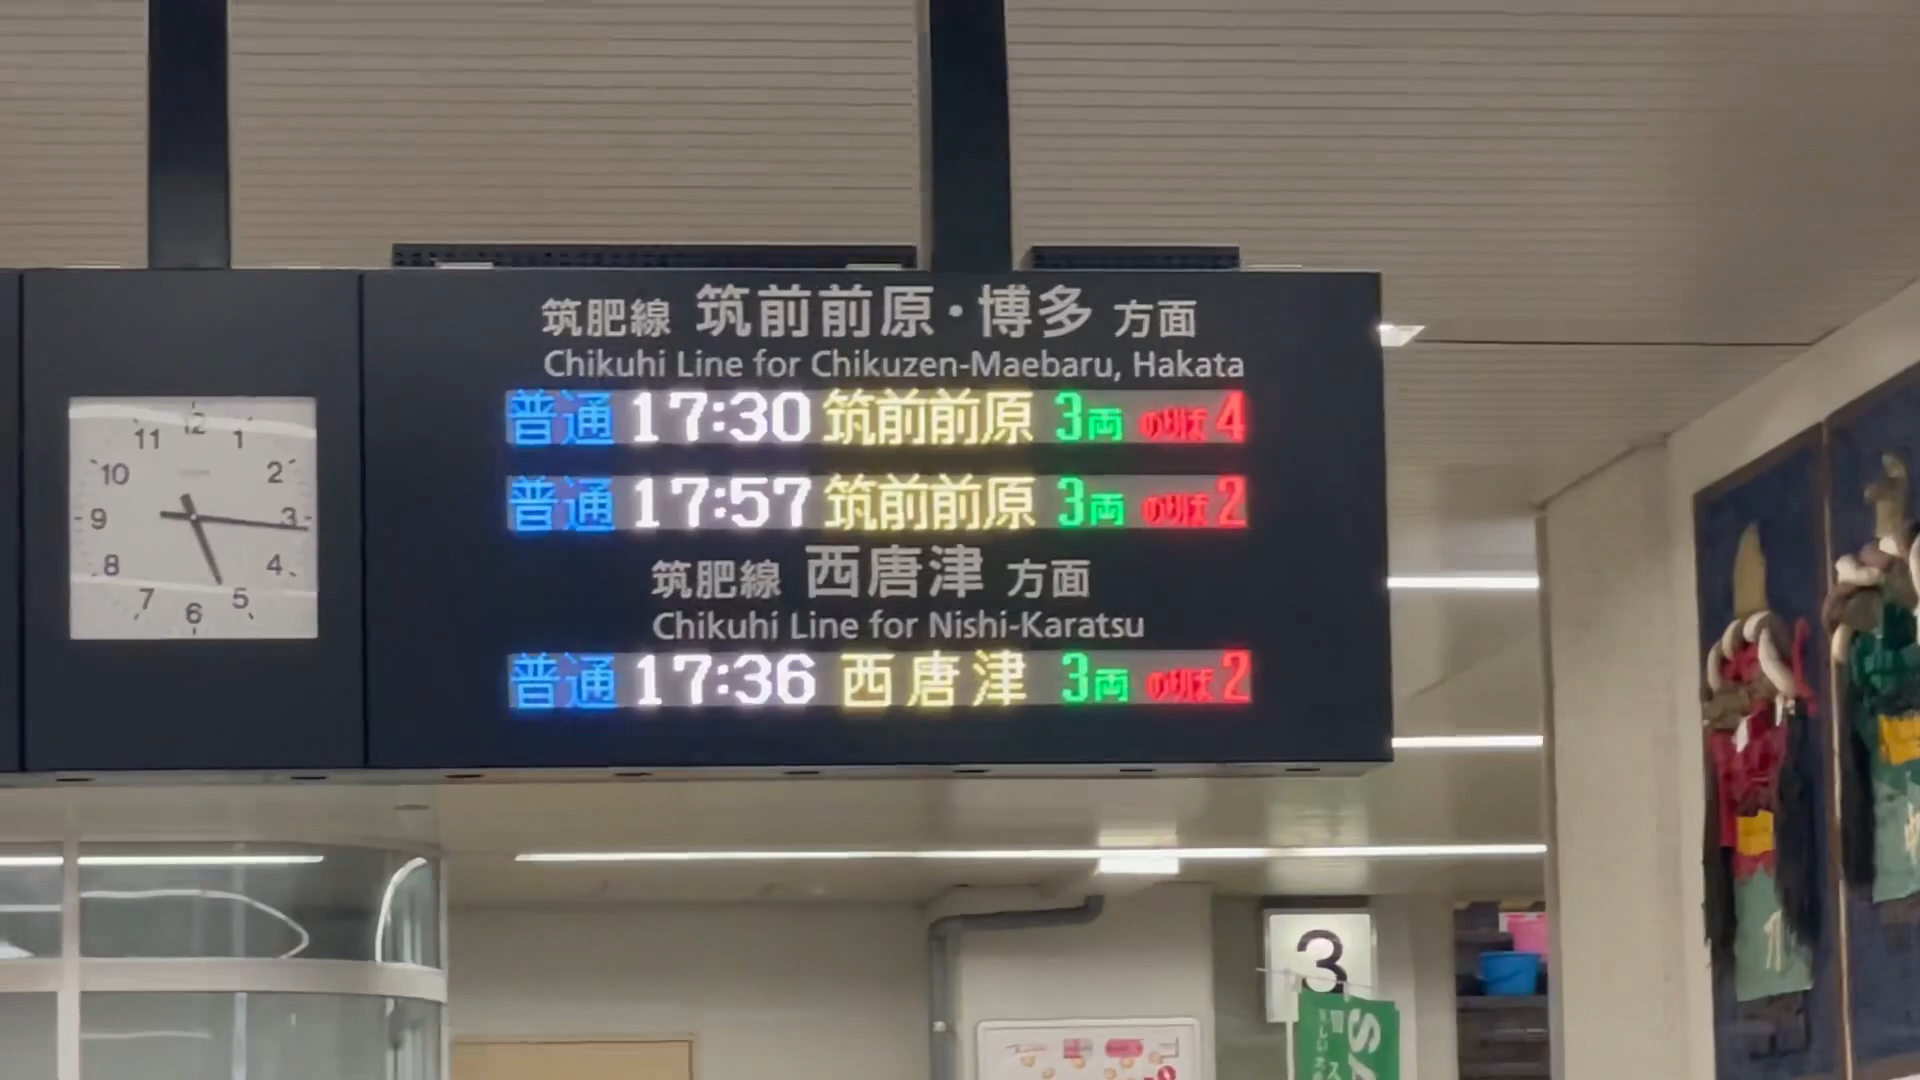 筑肥線 筑前前原・博多 方面
Chikuhi Line for Chikuzen-Maebaru, Hakata
普通 17:30 筑前前原 3両 のりば4
普通 17:57 筑前前原 3両 のりば2
筑肥線 西唐津 方面
Chikuhi Line for Nishi-Karatsu
普通 17:36 西唐津 3両 のりば2
12
11 1
10 2
9 3
8 4
7 5
6
3